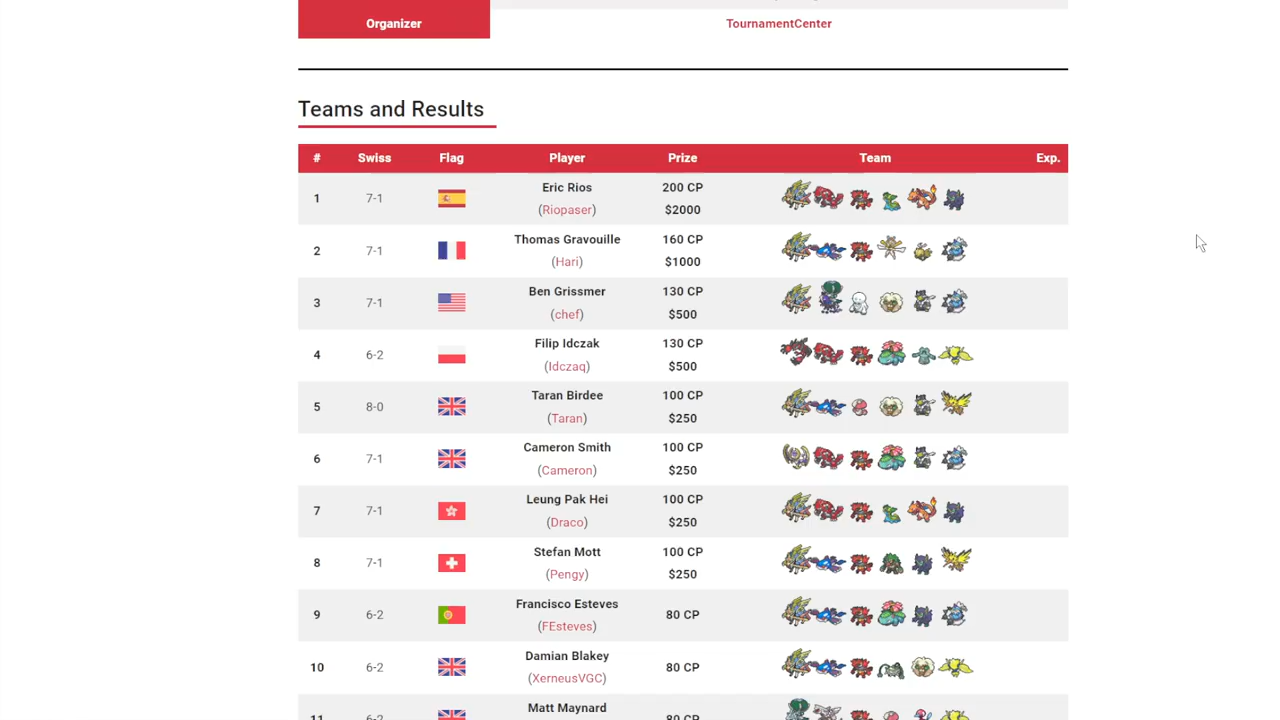 Organizer TournamentCenter
Teams and Results
# Swiss Flag Player Prize Team Exp.
1 7-1 Eric Rios 200 CP
(Riopaser) $2000
2 7-1 Thomas Gravouille 160 CP
(Hari) $1000
3 7-1 Ben Grissmer 130 CP
(chef) $500
4 6-2 Filip Idczak 130 CP
(Idczaq) $500
5 8-0 Taran Birdee 100 CP
(Taran) $250
6 7-1 Cameron Smith 100 CP
(Cameron) $250
7 7-1 Leung Pak Hei 100 CP
(Draco) $250
8 7-1 Stefan Mott 100 CP
(Pengy) $250
9 6-2 Francisco Esteves 80 CP
(FEsteves)
10 6-2 Damian Blakey 80 CP
(XerneusVGC)
11 6-2 Matt Maynard 80 CP